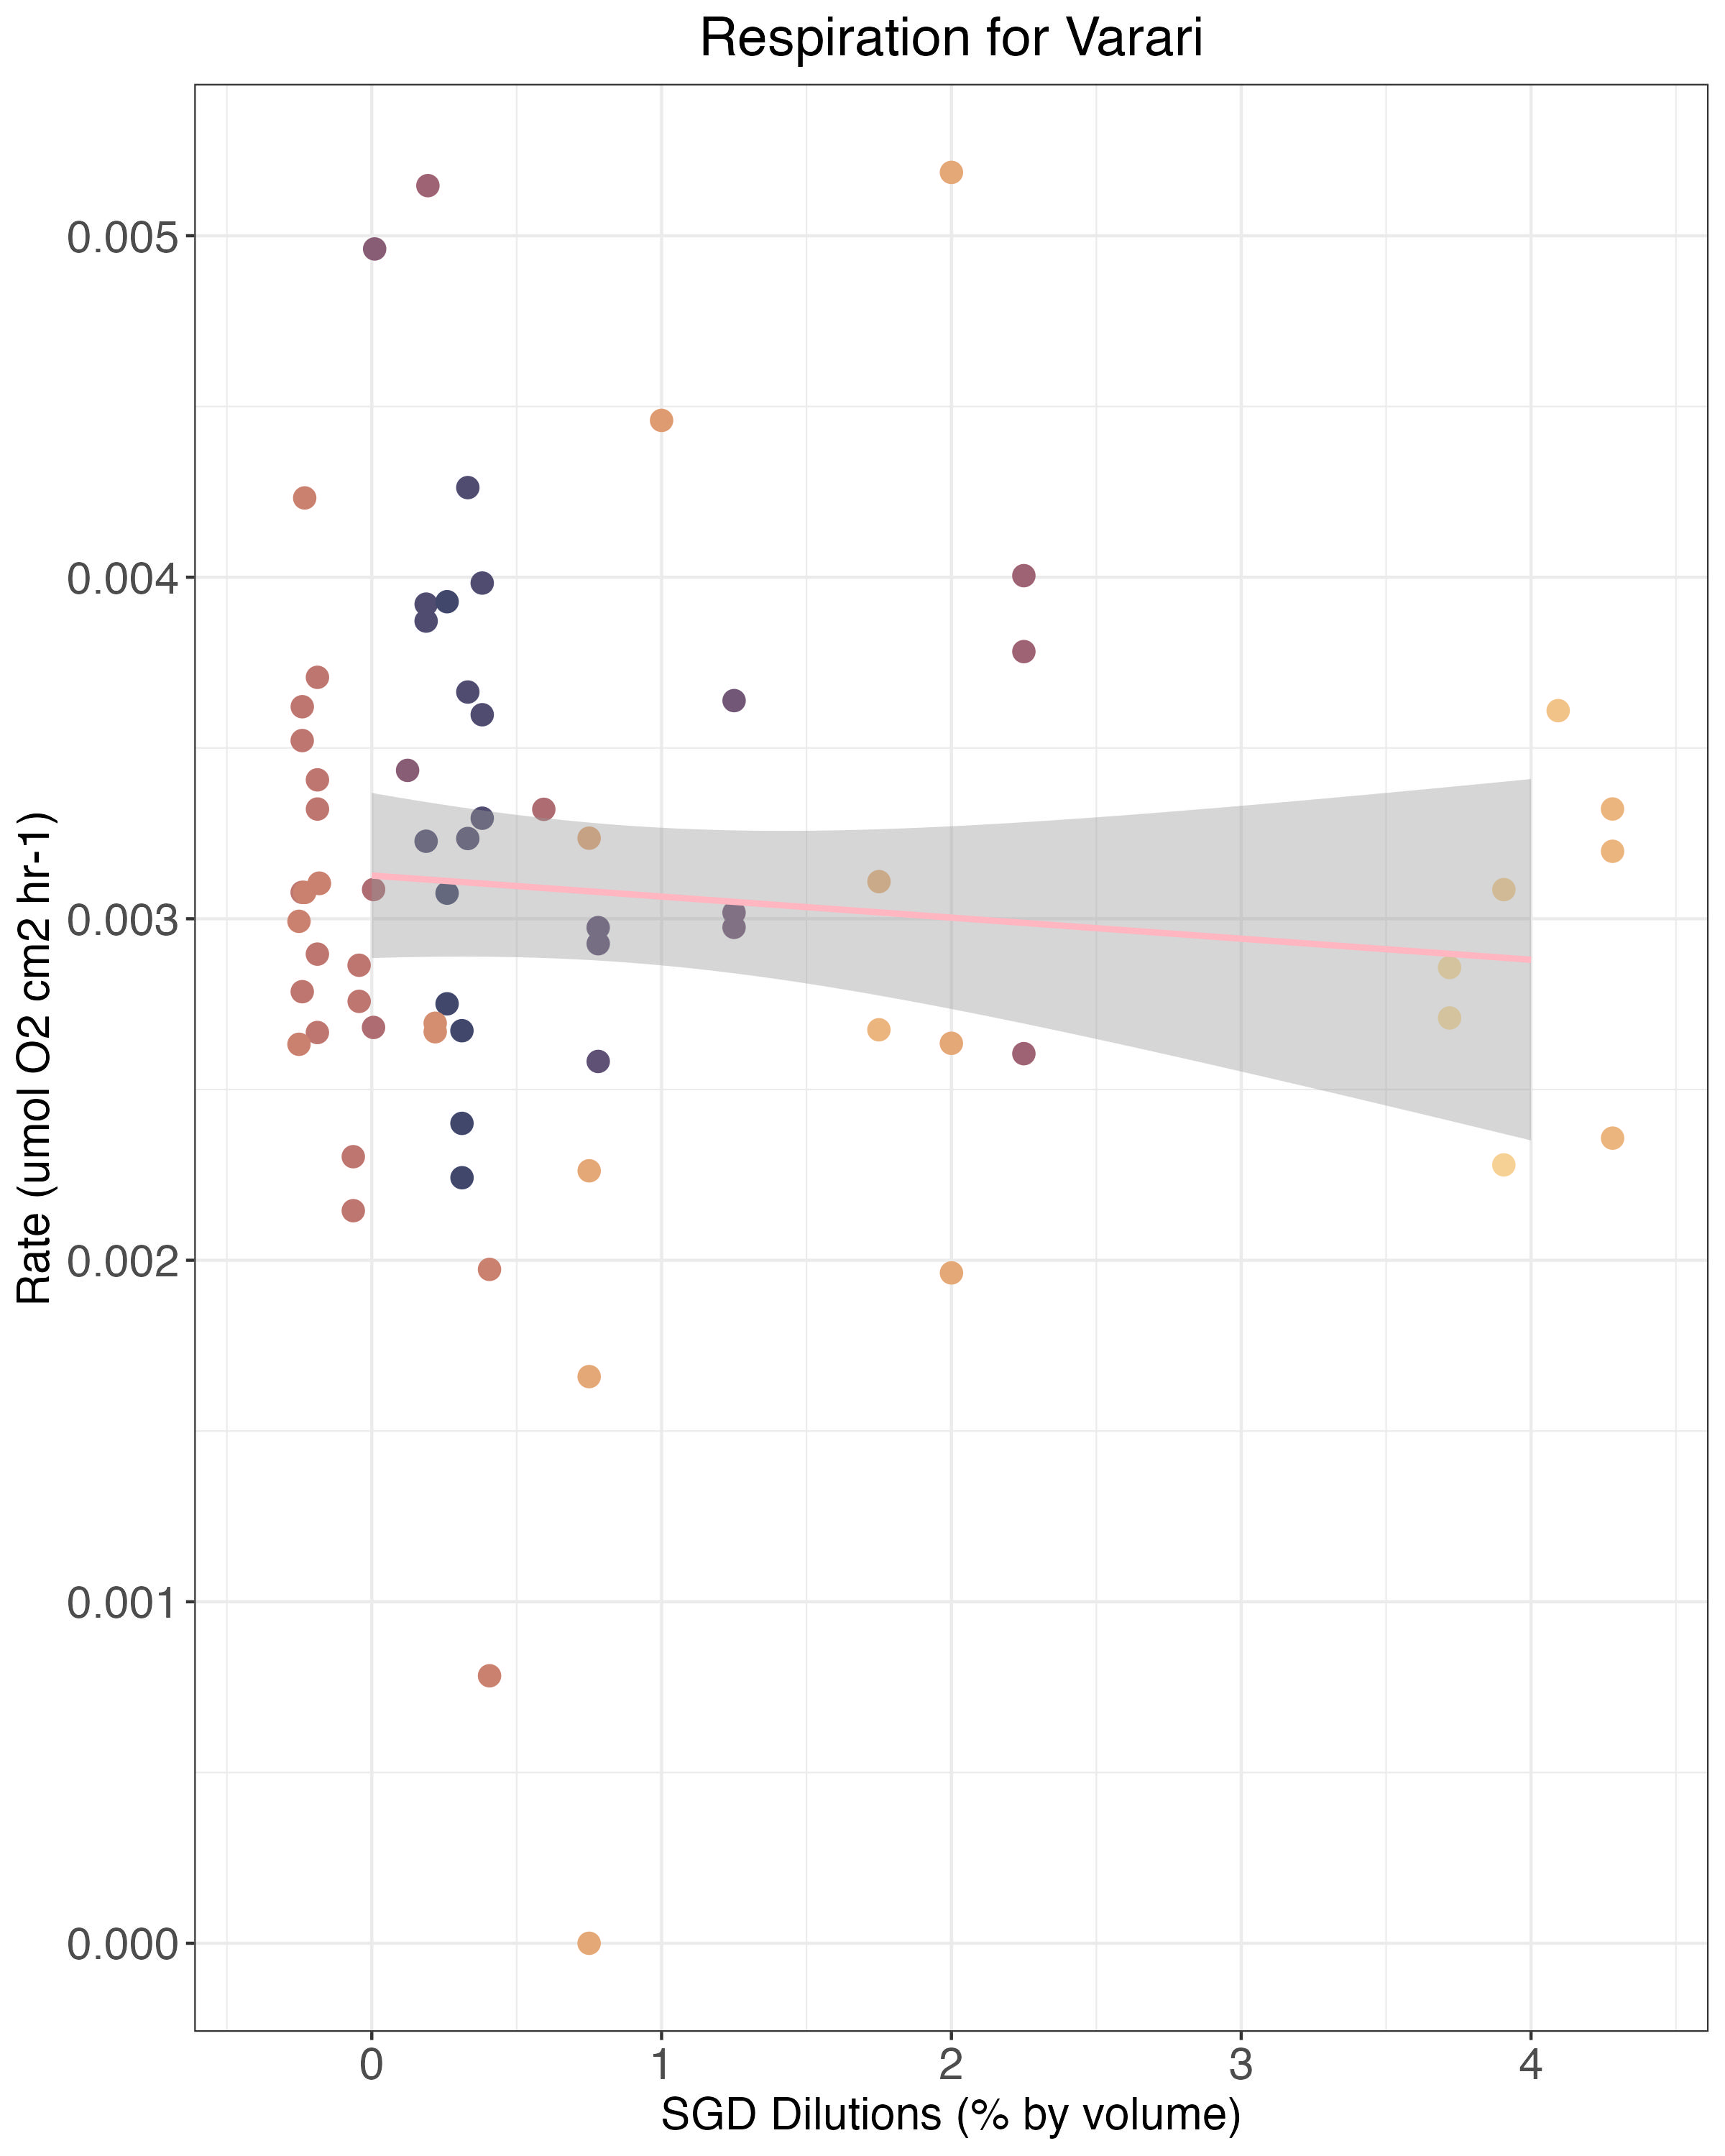 Respiration for Varari
Rate (umol O2 cm2 hr-1)
0.005
0.004
0.003
0.002
0.001
0.000
0 1 2 3 4
SGD Dilutions (% by volume)